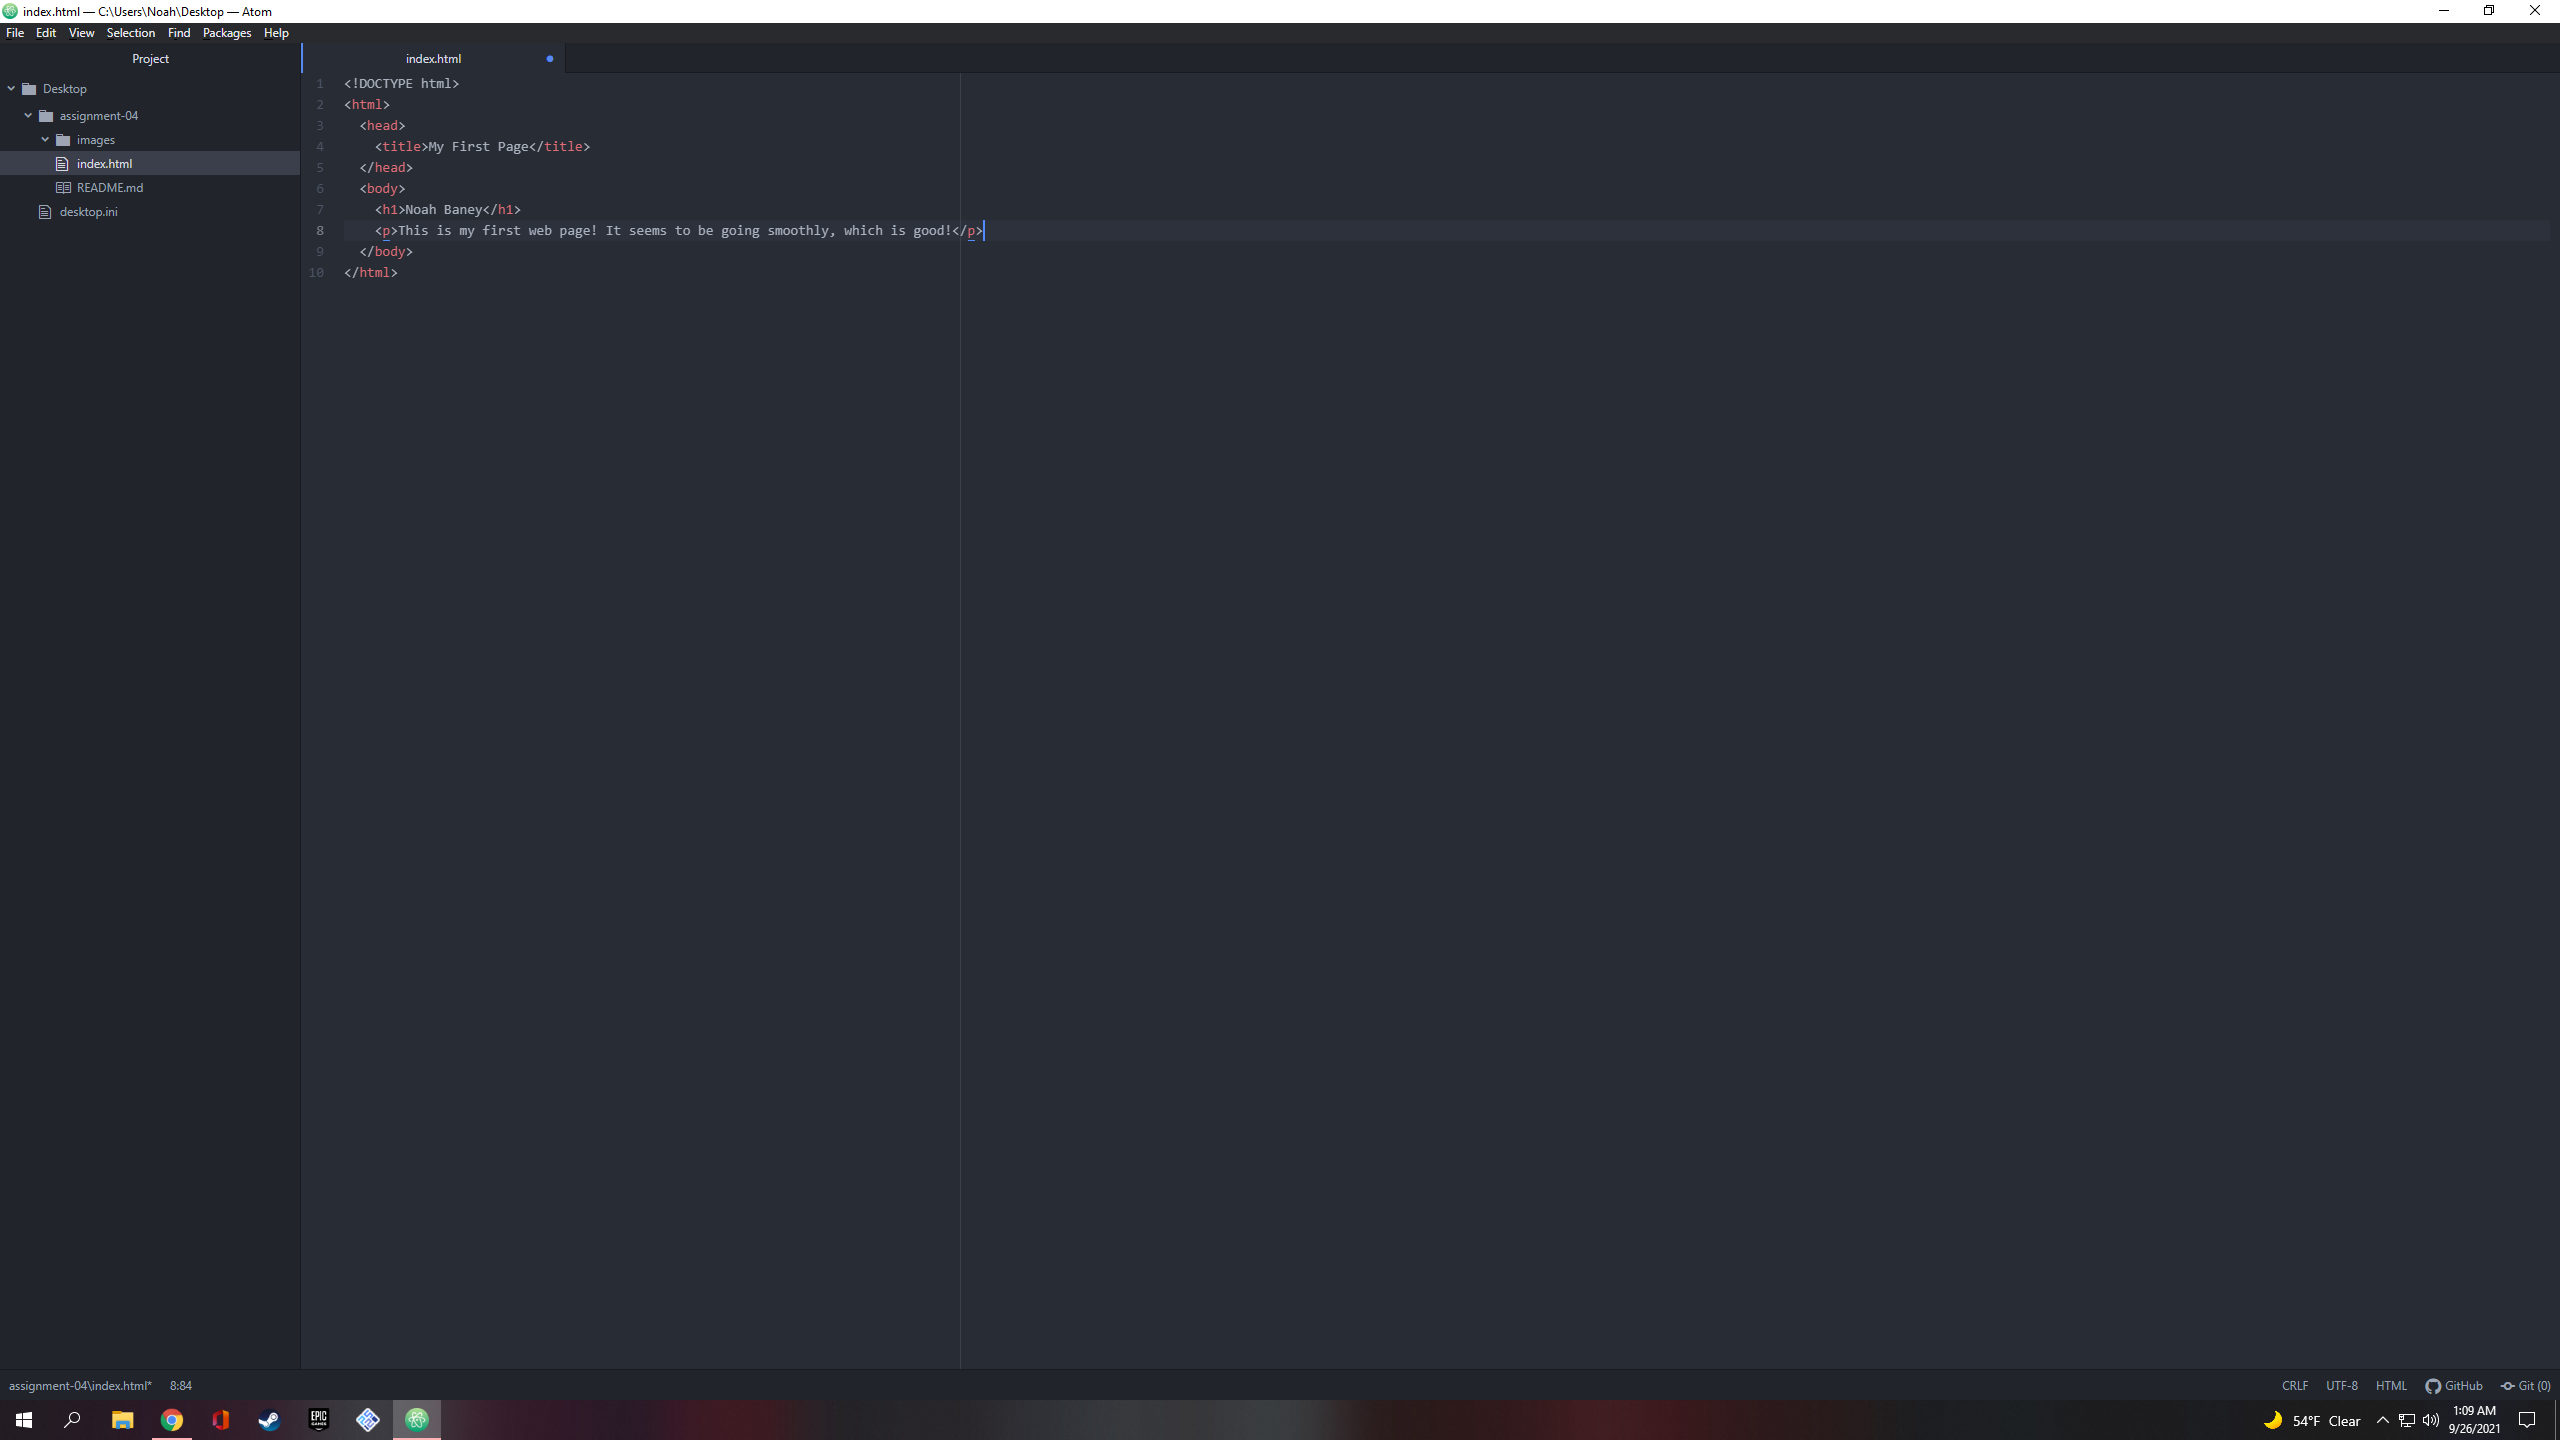 index.html — C:\Users\Noah\Desktop — Atom
File Edit View Selection Find Packages Help
Project
Desktop
assignment-04
images
index.html
README.md
desktop.ini
index.html
1 <!DOCTYPE html>
2 <html>
3 <head>
4 <title>My First Page</title>
5 </head>
6 <body>
7 <h1>Noah Baney</h1>
8 <p>This is my first web page! It seems to be going smoothly, which is good!</p>
9 </body>
10 </html>
assignment-04\index.html* 8:84
CRLF UTF-8 HTML GitHub Git (0)
EPIC
GAMES
54°F Clear
1:09 AM
9/26/2021